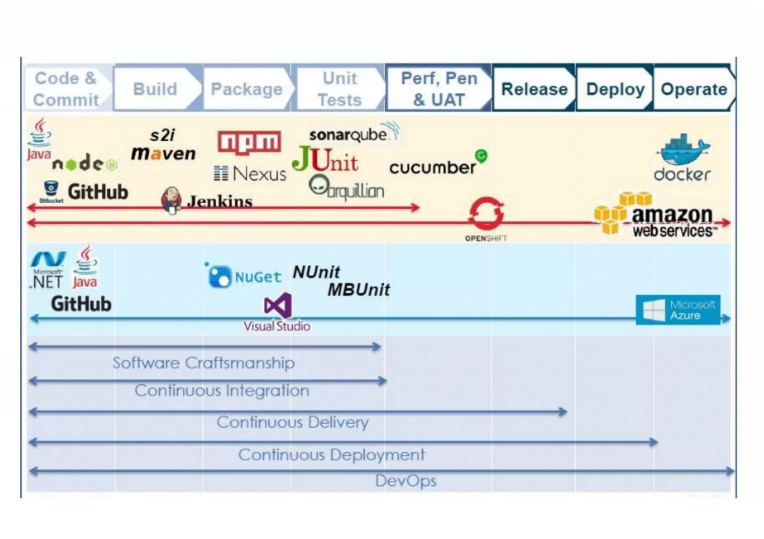 Code &
Commit
Build
Package
Unit
Tests
Perf, Pen
& UAT
Release
Deploy
Operate
Java
node
Bitbucket
GitHub
s2i
maven
Jenkins
npm
Nexus
sonarqube
JUnit
arquillian
cucumber
OPENSHIFT
docker
amazon
web services™
Microsoft®
.NET
Java
GitHub
NuGet
Visual Studio
NUnit
MBUnit
Microsoft
Azure
Software Craftsmanship
Continuous Integration
Continuous Delivery
Continuous Deployment
DevOps